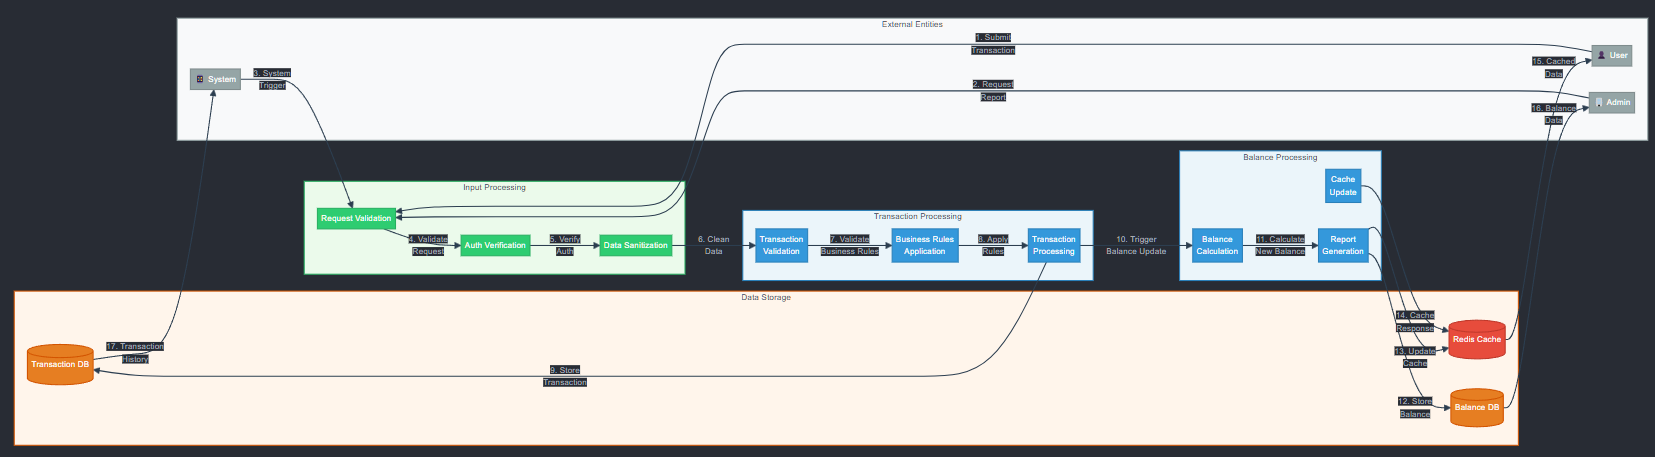 External Entities
1. Submit
Transaction
User
15. Cached
Data
System
3. System
Trigger
2. Request
Report
Admin
16. Balance
Data
Input Processing
Request Validation
4. Validate
Request
Auth Verification
5. Verify
Auth
Data Sanitization
6. Clean
Data
Transaction Processing
Transaction
Validation
7. Validate
Business Rules
Business Rules
Application
8. Apply
Rules
Transaction
Processing
10. Trigger
Balance Update
Balance Processing
Cache
Update
Balance
Calculation
11. Calculate
New Balance
Report
Generation
Data Storage
Transaction DB
17. Transaction
History
9. Store
Transaction
14. Cache
Response
13. Update
Cache
Redis Cache
12. Store
Balance
Balance DB